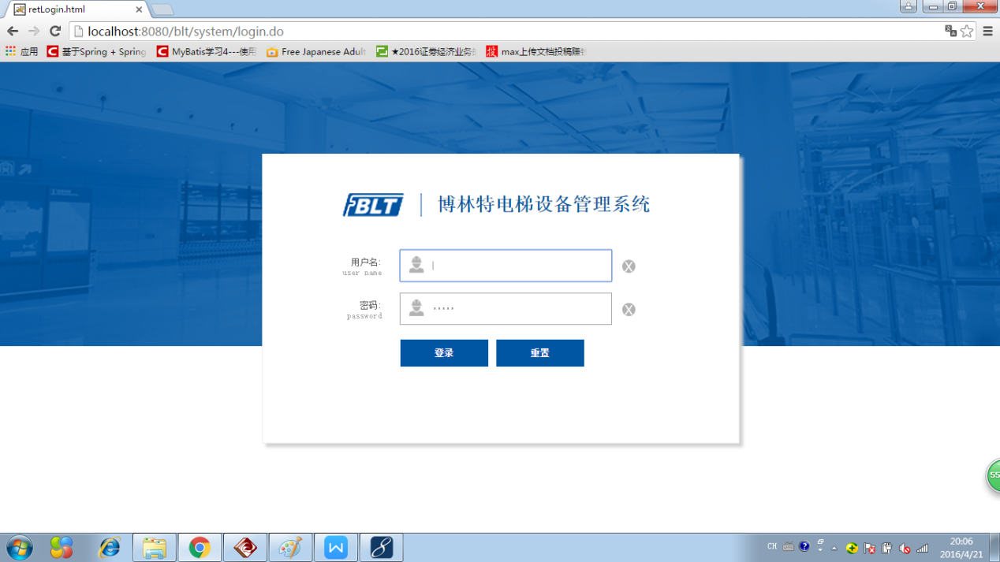 retLogin.html
localhost:8080/blt/system/login.do
应用 基于Spring + Spring MyBatis学习4---使用 Free Japanese Adult ★2016证券经济业务 max上传文档投稿赚
BLT 博林特电梯设备管理系统
用户名:
user name
密码:
password
登录 重置
55
CH 20:06
2016/4/21